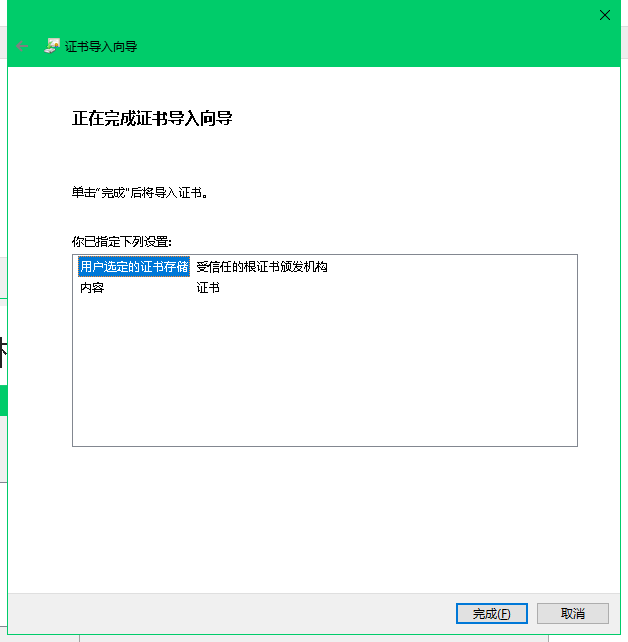 证书导入向导
正在完成证书导入向导
单击“完成”后将导入证书。
你已指定下列设置:
用户选定的证书存储 受信任的根证书颁发机构
内容 证书
完成(F) 取消